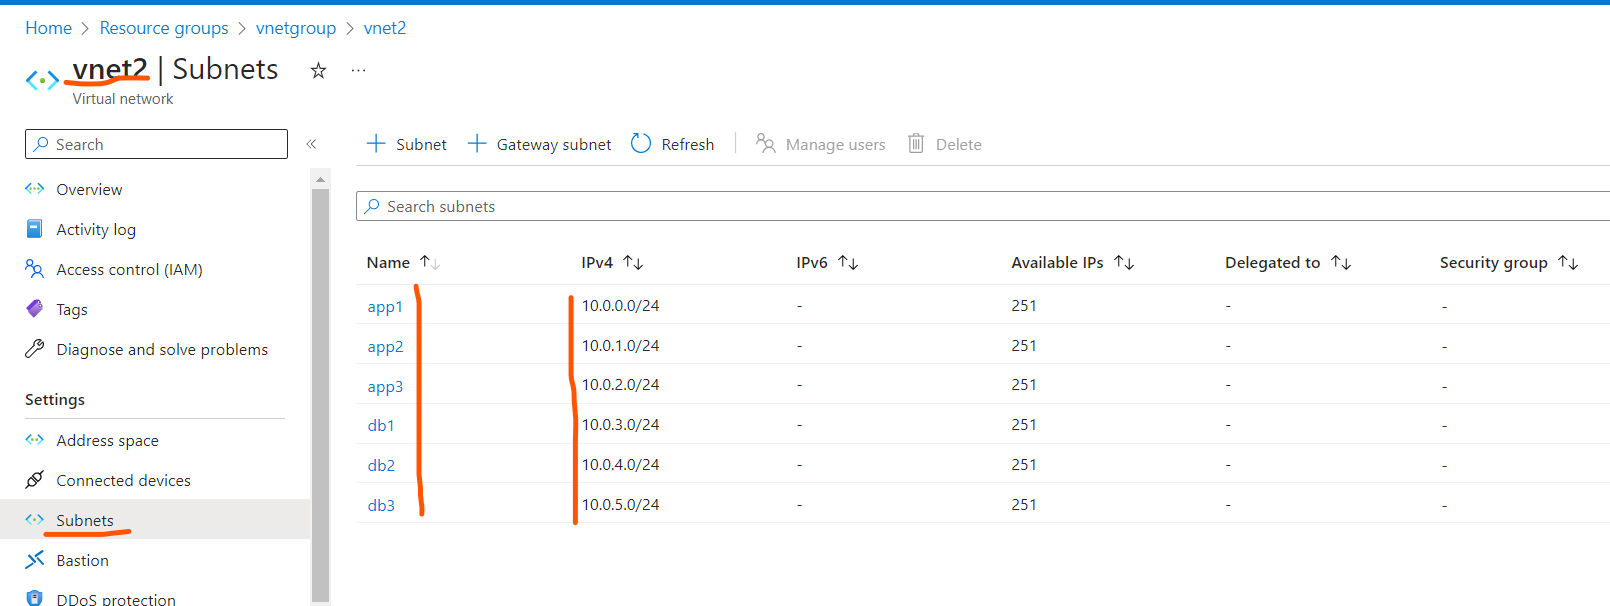 Home > Resource groups > vnetgroup > vnet2
vnet2 | Subnets ...
Virtual network
Search «
+ Subnet + Gateway subnet Refresh Manage users Delete
Overview
Activity log
Access control (IAM)
Tags
Diagnose and solve problems
Settings
Address space
Connected devices
Subnets
Bastion
DDoS protection
Search subnets
Name ↑↓ IPv4 ↑↓ IPv6 ↑↓ Available IPs ↑↓ Delegated to ↑↓ Security group ↑↓
app1 10.0.0.0/24 - 251 - -
app2 10.0.1.0/24 - 251 - -
app3 10.0.2.0/24 - 251 - -
db1 10.0.3.0/24 - 251 - -
db2 10.0.4.0/24 - 251 - -
db3 10.0.5.0/24 - 251 - -